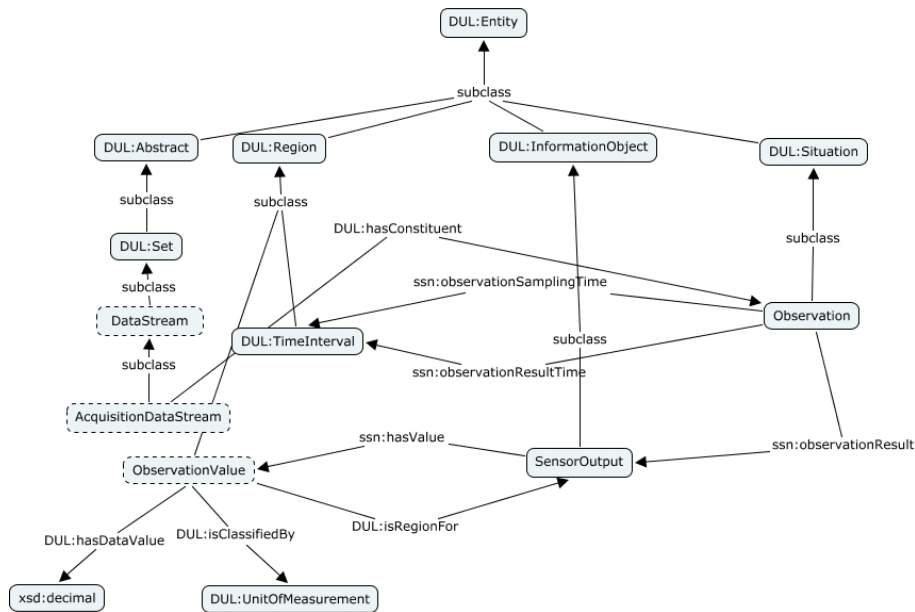 DUL:Entity
subclass
DUL:Abstract
DUL:Region
DUL:InformationObject
DUL:Situation
subclass
subclass
DUL:hasConstituent
DUL:Set
subclass
subclass
ssn:observationSamplingTime
DataStream
Observation
DUL:TimeInterval
subclass
subclass
ssn:observationResultTime
AcquisitionDataStream
ssn:hasValue
ssn:observationResult
ObservationValue
SensorOutput
DUL:isRegionFor
DUL:hasDataValue
DUL:isClassifiedBy
xsd:decimal
DUL:UnitOfMeasurement